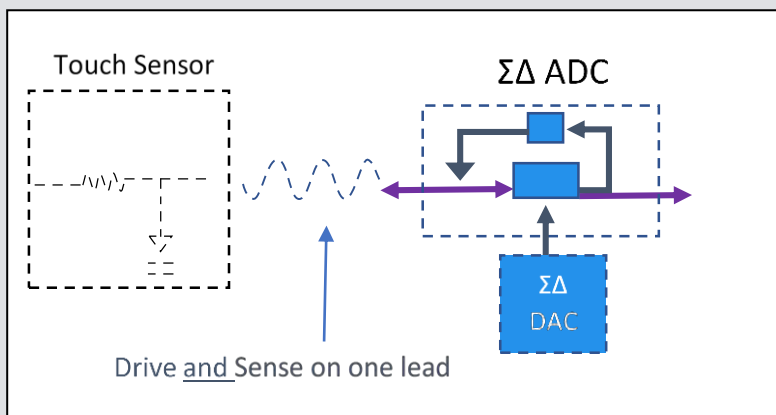 Touch Sensor
ΣΔ ADC
ΣΔ
DAC
Drive and Sense on one lead